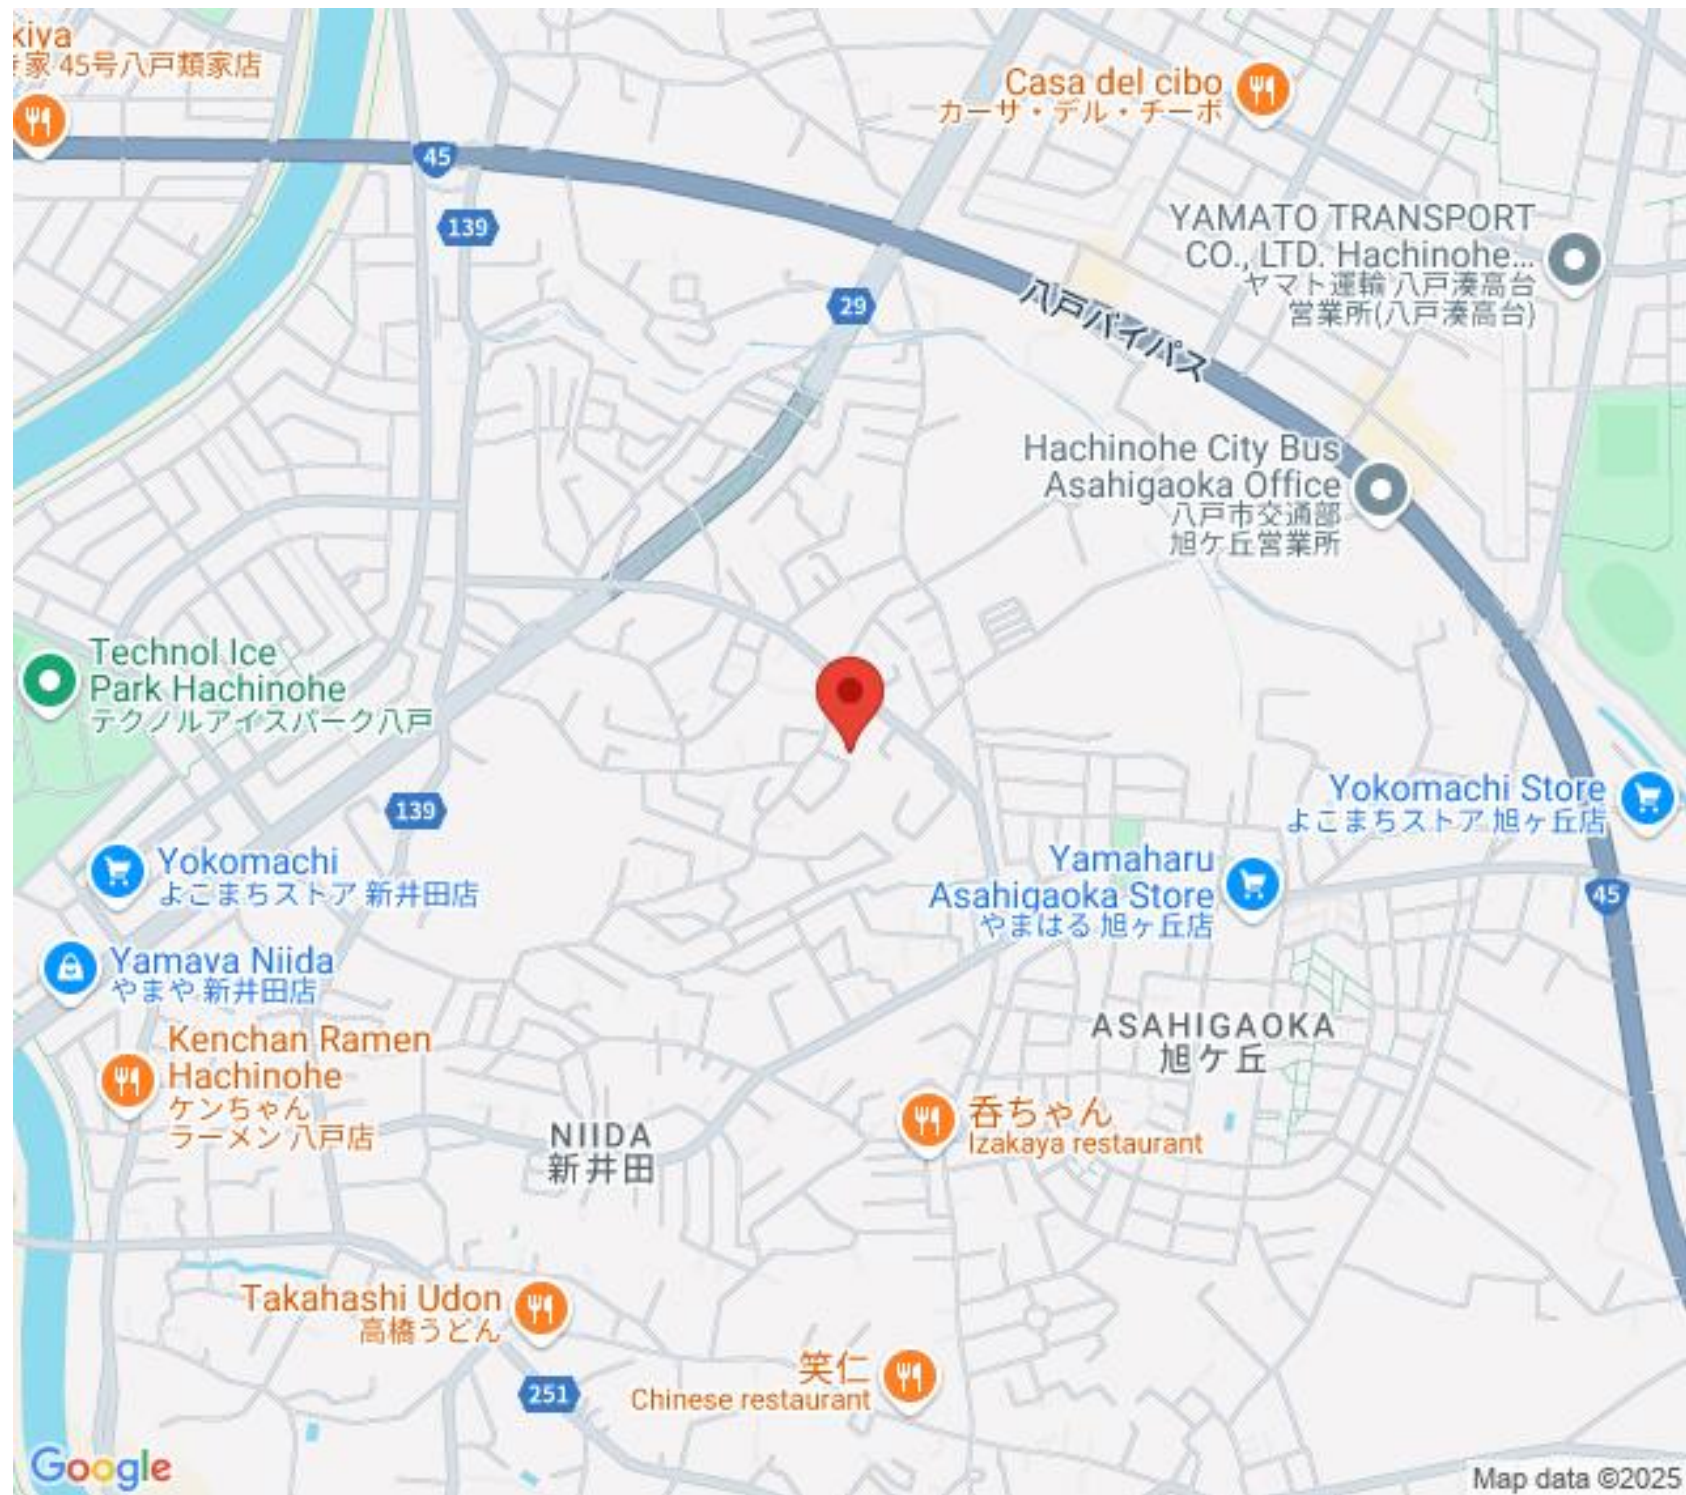 kiya
き家 45号八戸類家店
Casa del cibo
カーサ・デル・チーボ
45
139
YAMATO TRANSPORT
CO., LTD. Hachinohe...
ヤマト運輸 八戸湊高台
営業所(八戸湊高台)
29
八戸バイパス
Hachinohe City Bus
Asahigaoka Office
八戸市交通部
旭ケ丘営業所
Technol Ice
Park Hachinohe
テクノルアイスパーク八戸
139
Yokomachi Store
よこまちストア 旭ヶ丘店
Yokomachi
よこまちストア 新井田店
Yamaharu
Asahigaoka Store
やまはる 旭ヶ丘店
45
Yamaya Niida
やまや 新井田店
ASAHIGAOKA
旭ケ丘
Kenchan Ramen
Hachinohe
ケンちゃん
ラーメン 八戸店
NIIDA
新井田
呑ちゃん
Izakaya restaurant
Takahashi Udon
高橋うどん
笑仁
Chinese restaurant
251
Google
Map data ©2025